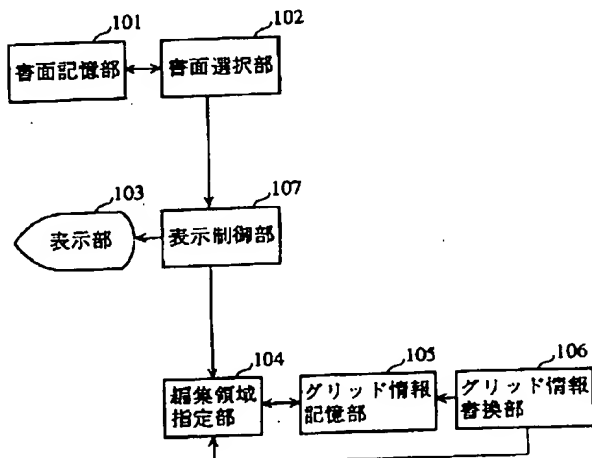 101
書面記憶部
102
書面選択部
103
表示部
107
表示制御部
104
編集領域
指定部
105
グリッド情報
記憶部
106
グリッド情報
書換部